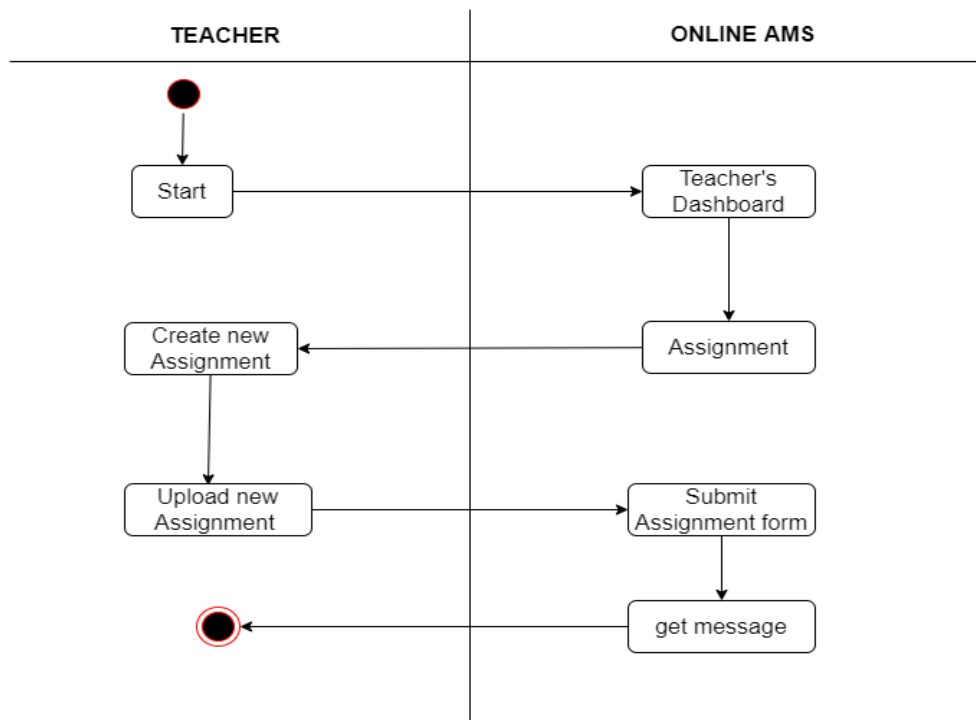 TEACHER
ONLINE AMS
Start
Teacher's
Dashboard
Create new
Assignment
Assignment
Upload new
Assignment
Submit
Assignment form
get message